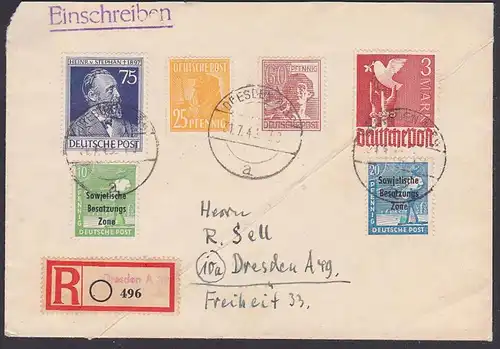 Einschreiben
HEINR. v. STEPHAN † 1897
75
DEUTSCHE POST
DEUTSCHE POST
25 PFENNIG
60 PFENNIG
DEUTSCHE POST
3
MARK
Deutsche Post
a
10
PFENNIG
Sowjetische
Besatzungs
Zone
DEUTSCHE POST
20
PFENNIG
Sowjetische
Besatzungs
Zone
DEUTSCHE POST
Herrn
R. Sell
10a Dresden A 49.
Freiheit 33.
R
Dresden A
496